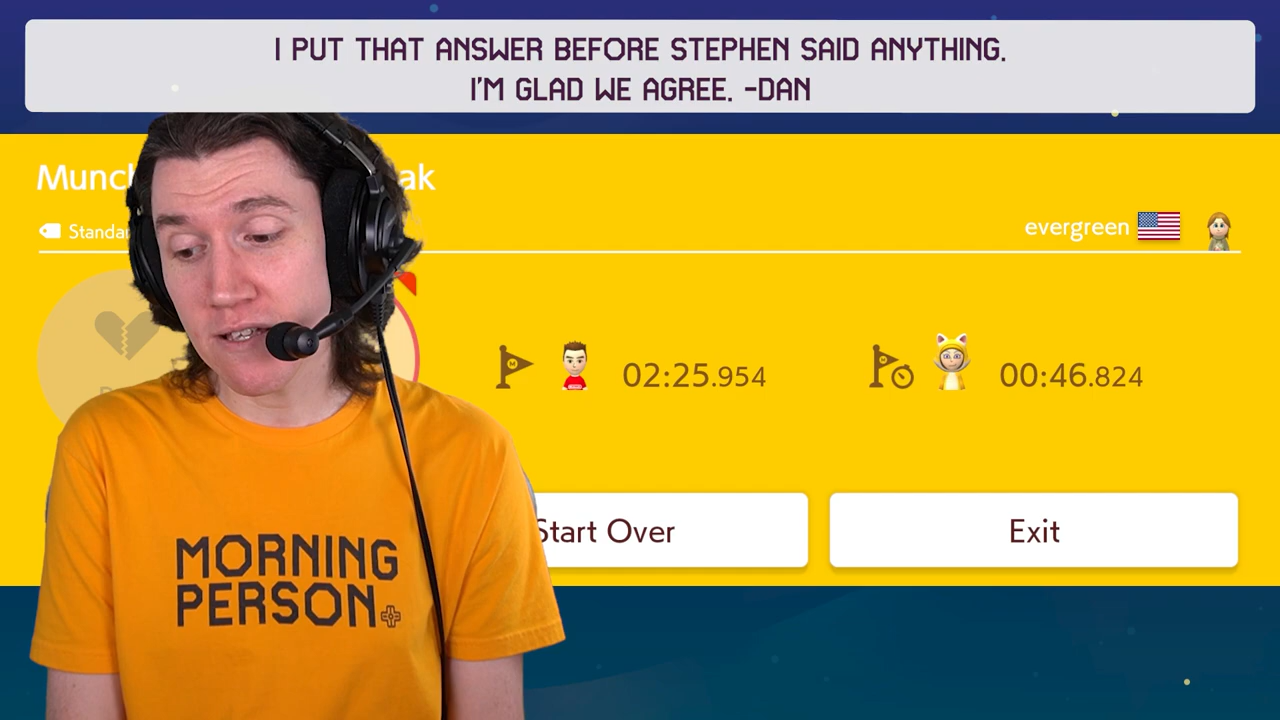 I PUT THAT ANSWER BEFORE STEPHEN SAID ANYTHING.
I'M GLAD WE AGREE. -DAN
evergreen
02:25.954
00:46.824
MORNING
PERSON
Start Over
Exit